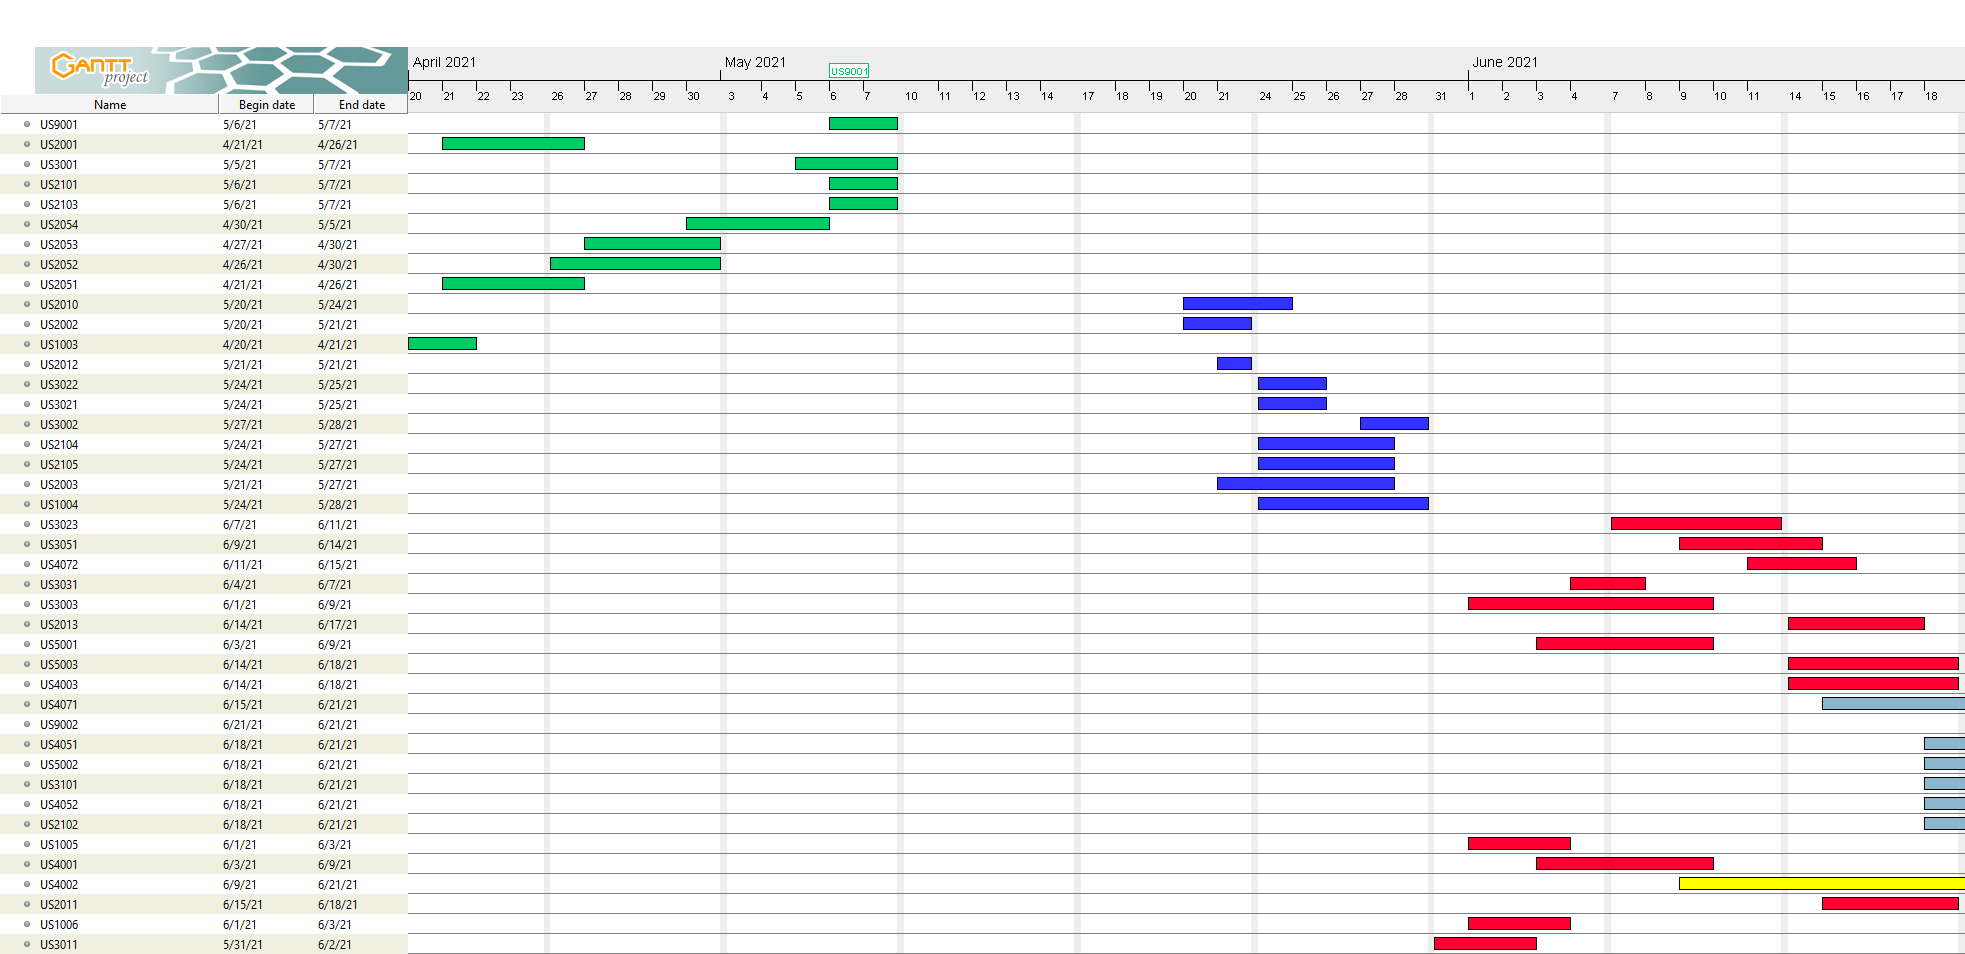 GANTT
project
April 2021 May 2021 June 2021
US9001
Name Begin date End date 20 21 22 23 26 27 28 29 30 3 4 5 6 7 10 11 12 13 14 17 18 19 20 21 24 25 26 27 28 31 1 2 3 4 7 8 9 10 11 14 15 16 17 18
US9001 5/6/21 5/7/21
US2001 4/21/21 4/26/21
US3001 5/5/21 5/7/21
US2101 5/6/21 5/7/21
US2103 5/6/21 5/7/21
US2054 4/30/21 5/5/21
US2053 4/27/21 4/30/21
US2052 4/26/21 4/30/21
US2051 4/21/21 4/26/21
US2010 5/20/21 5/24/21
US2002 5/20/21 5/21/21
US1003 4/20/21 4/21/21
US2012 5/21/21 5/21/21
US3022 5/24/21 5/25/21
US3021 5/24/21 5/25/21
US3002 5/27/21 5/28/21
US2104 5/24/21 5/27/21
US2105 5/24/21 5/27/21
US2003 5/21/21 5/27/21
US1004 5/24/21 5/28/21
US3023 6/7/21 6/11/21
US3051 6/9/21 6/14/21
US4072 6/11/21 6/15/21
US3031 6/4/21 6/7/21
US3003 6/1/21 6/9/21
US2013 6/14/21 6/17/21
US5001 6/3/21 6/9/21
US5003 6/14/21 6/18/21
US4003 6/14/21 6/18/21
US4071 6/15/21 6/21/21
US9002 6/21/21 6/21/21
US4051 6/18/21 6/21/21
US5002 6/18/21 6/21/21
US3101 6/18/21 6/21/21
US4052 6/18/21 6/21/21
US2102 6/18/21 6/21/21
US1005 6/1/21 6/3/21
US4001 6/3/21 6/9/21
US4002 6/9/21 6/21/21
US2011 6/15/21 6/18/21
US1006 6/1/21 6/3/21
US3011 5/31/21 6/2/21